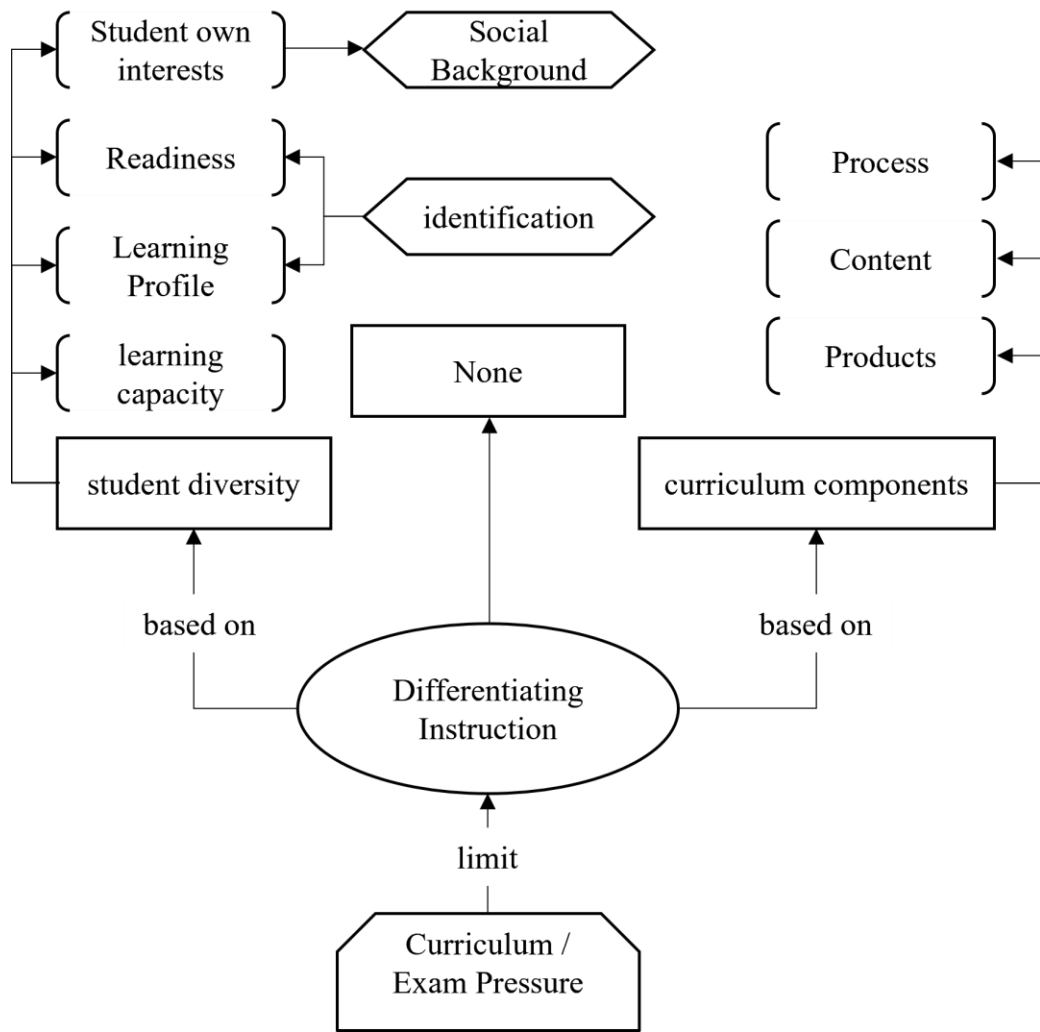 Student own
interests
Social
Background
Readiness
identification
Learning
Profile
learning
capacity
Process
Content
Products
None
student diversity
curriculum components
based on
based on
Differentiating
Instruction
limit
Curriculum /
Exam Pressure